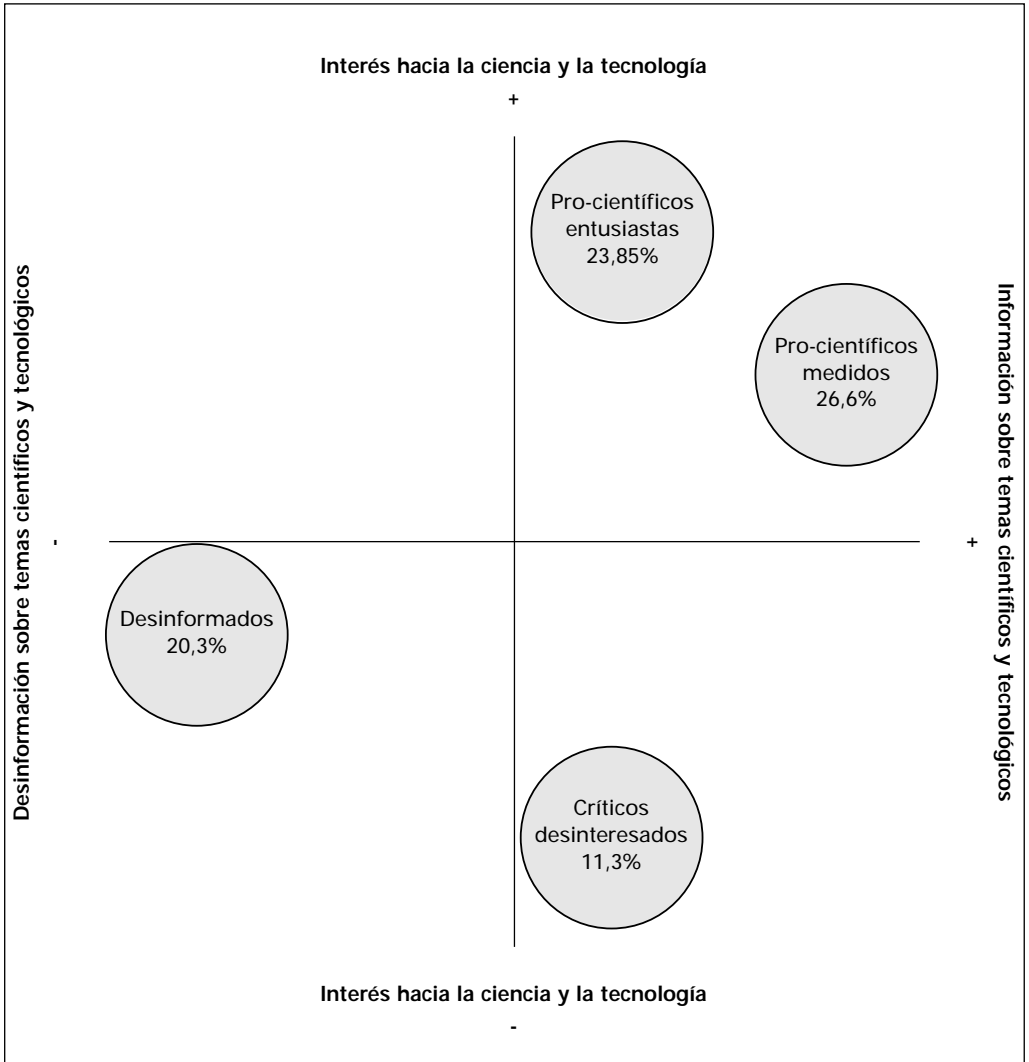 Interés hacia la ciencia y la tecnología
+
Pro-científicos
entusiastas
23,85%
Pro-científicos
medidos
26,6%
Desinformación sobre temas científicos y tecnológicos
-
+
Información sobre temas científicos y tecnológicos
Desinformados
20,3%
Críticos
desinteresados
11,3%
Interés hacia la ciencia y la tecnología
-